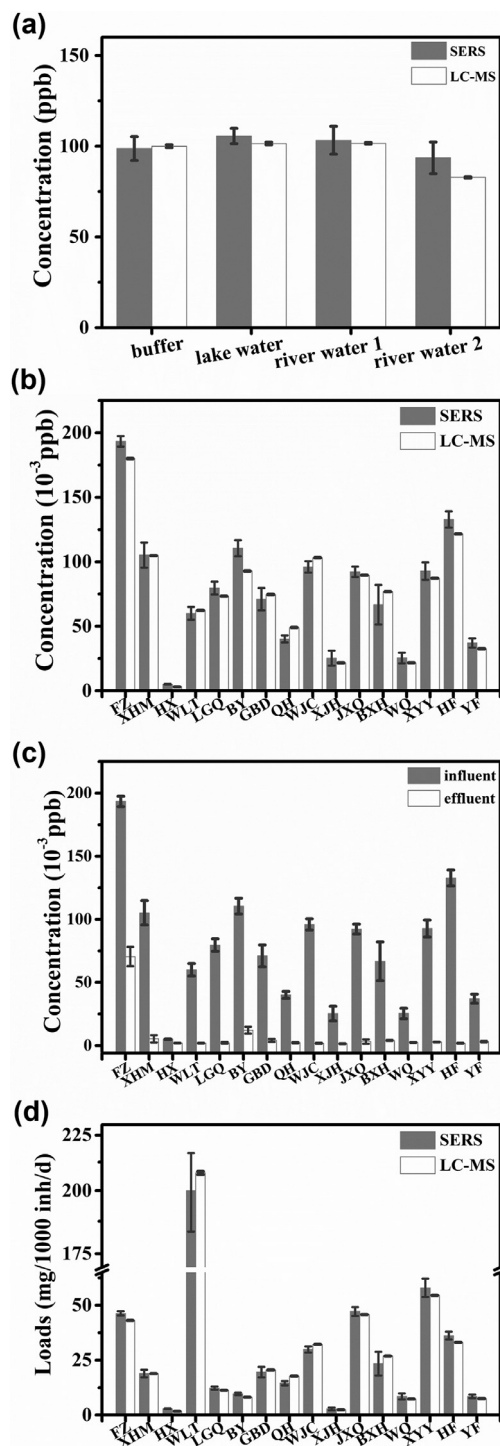 (a)
150
100
50
0
Concentration (ppb)
SERS
LC-MS
buffer lake water river water 1 river water 2
(b)
200
150
100
50
0
Concentration (10⁻³ppb)
SERS
LC-MS
FZ XHM HX WLT LGQ BY GBD QH WJC XJH JXQ BXH WQ XYY HF YF
(c)
200
150
100
50
0
Concentration (10⁻³ppb)
influent
effluent
FZ XHM HX WLT LGQ BY GBD QH WJC XJH JXQ BXH WQ XYY HF YF
(d)
225
200
175
50
25
0
Loads (mg/1000 inh/d)
SERS
LC-MS
FZ XHM HX WLT LGQ BY GBD QH WJC XJH JXQ BXH WQ XYY HF YF